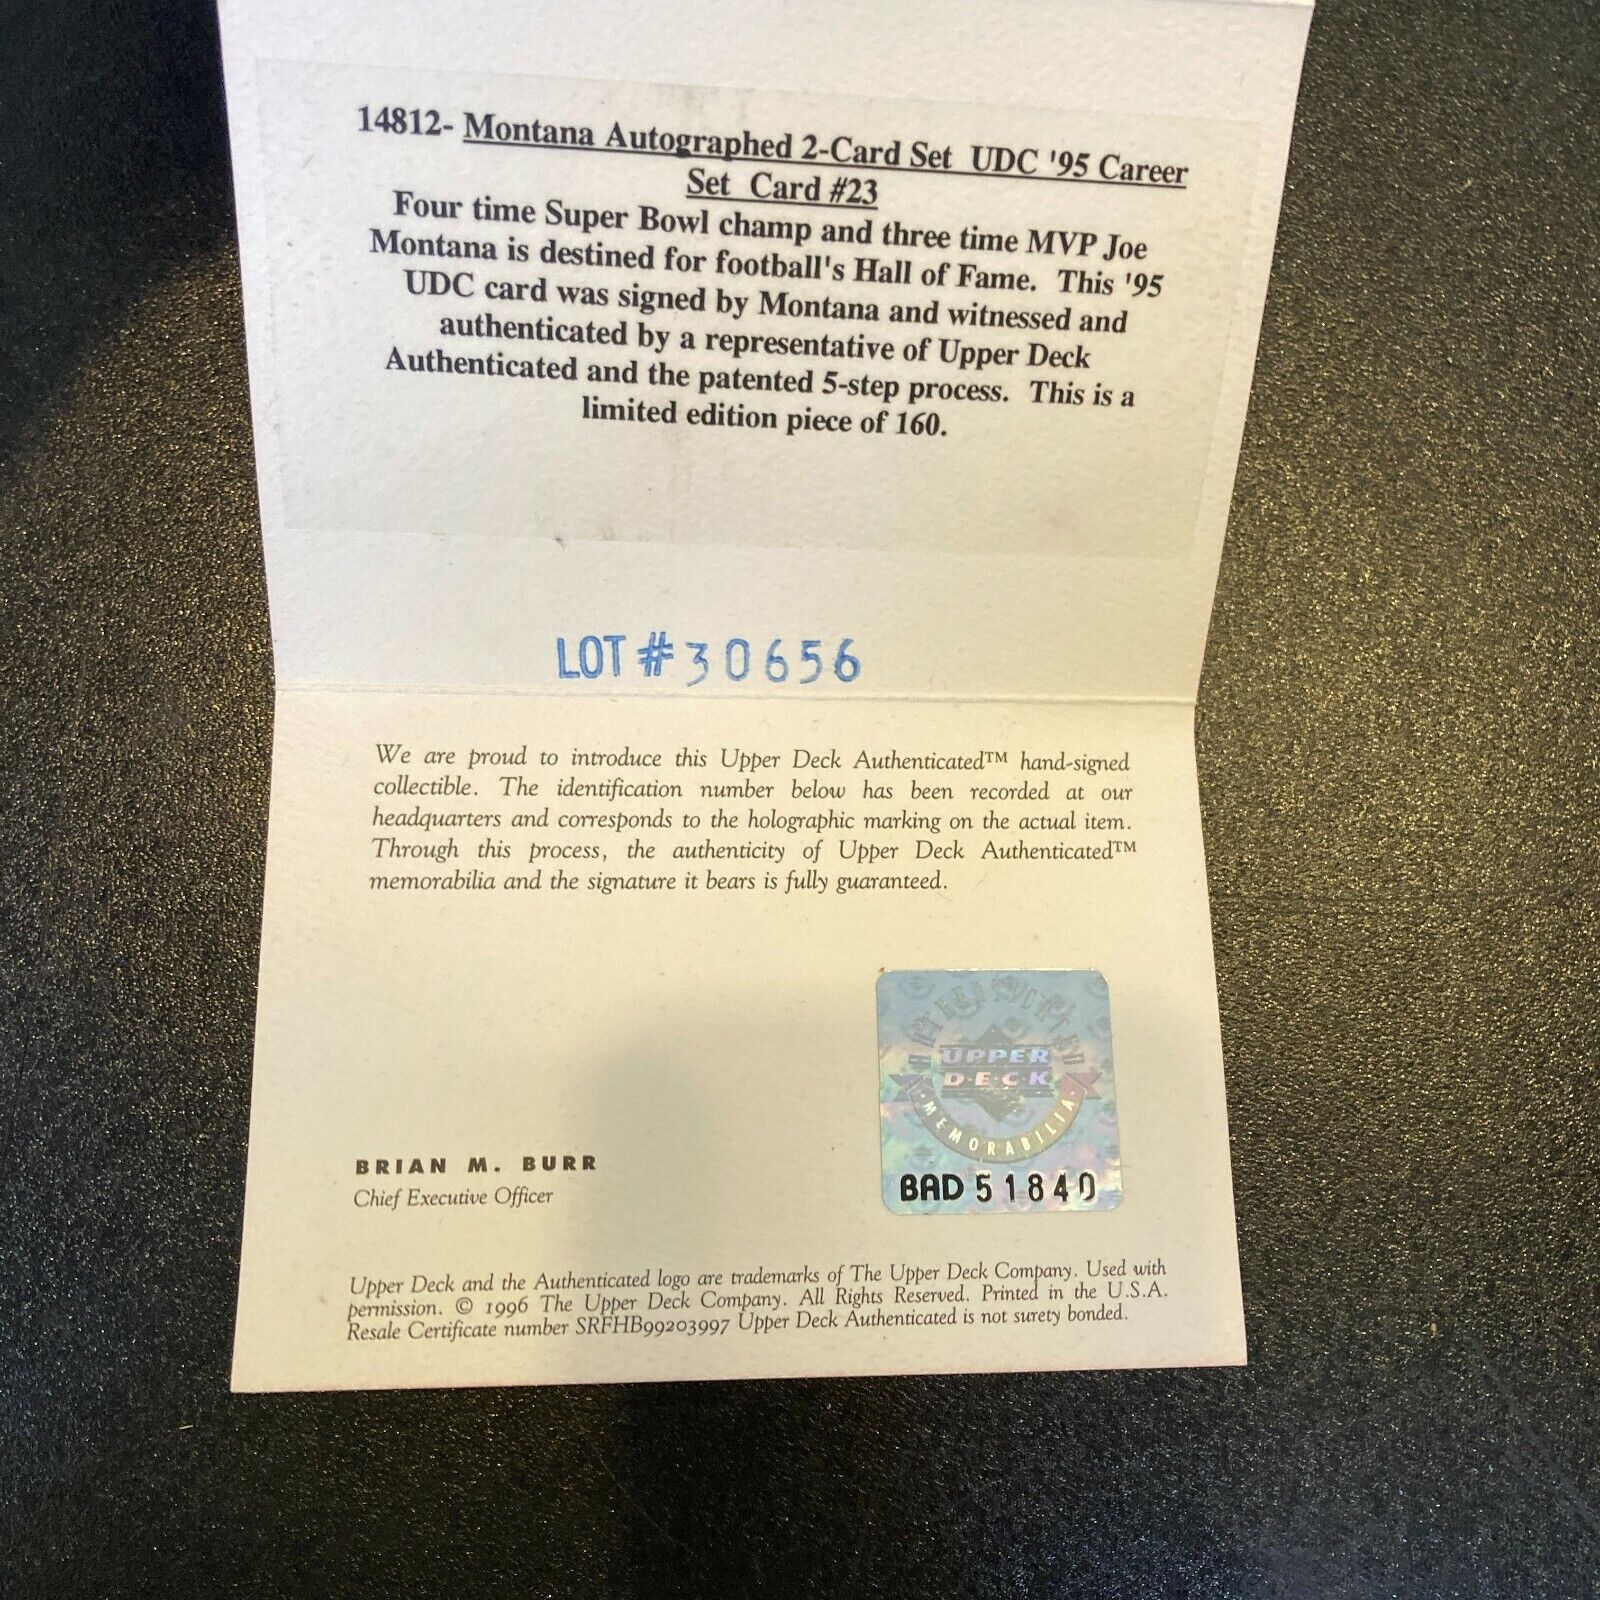 14812- Montana Autographed 2-Card Set UDC '95 Career
Set Card #23
Four time Super Bowl champ and three time MVP Joe
Montana is destined for football's Hall of Fame. This '95
UDC card was signed by Montana and witnessed and
authenticated by a representative of Upper Deck
Authenticated and the patented 5-step process. This is a
limited edition piece of 160.
LOT #30656
We are proud to introduce this Upper Deck Authenticated™ hand-signed
collectible. The identification number below has been recorded at our
headquarters and corresponds to the holographic marking on the actual item.
Through this process, the authenticity of Upper Deck Authenticated™
memorabilia and the signature it bears is fully guaranteed.
AUTHENTICATED
UPPER
D·E·C·K
MEMORABILIA
BAD51840
BRIAN M. BURR
Chief Executive Officer
Upper Deck and the Authenticated logo are trademarks of The Upper Deck Company. Used with
permission. © 1996 The Upper Deck Company. All Rights Reserved. Printed in the U.S.A.
Resale Certificate number SRFHB99203997 Upper Deck Authenticated is not surety bonded.